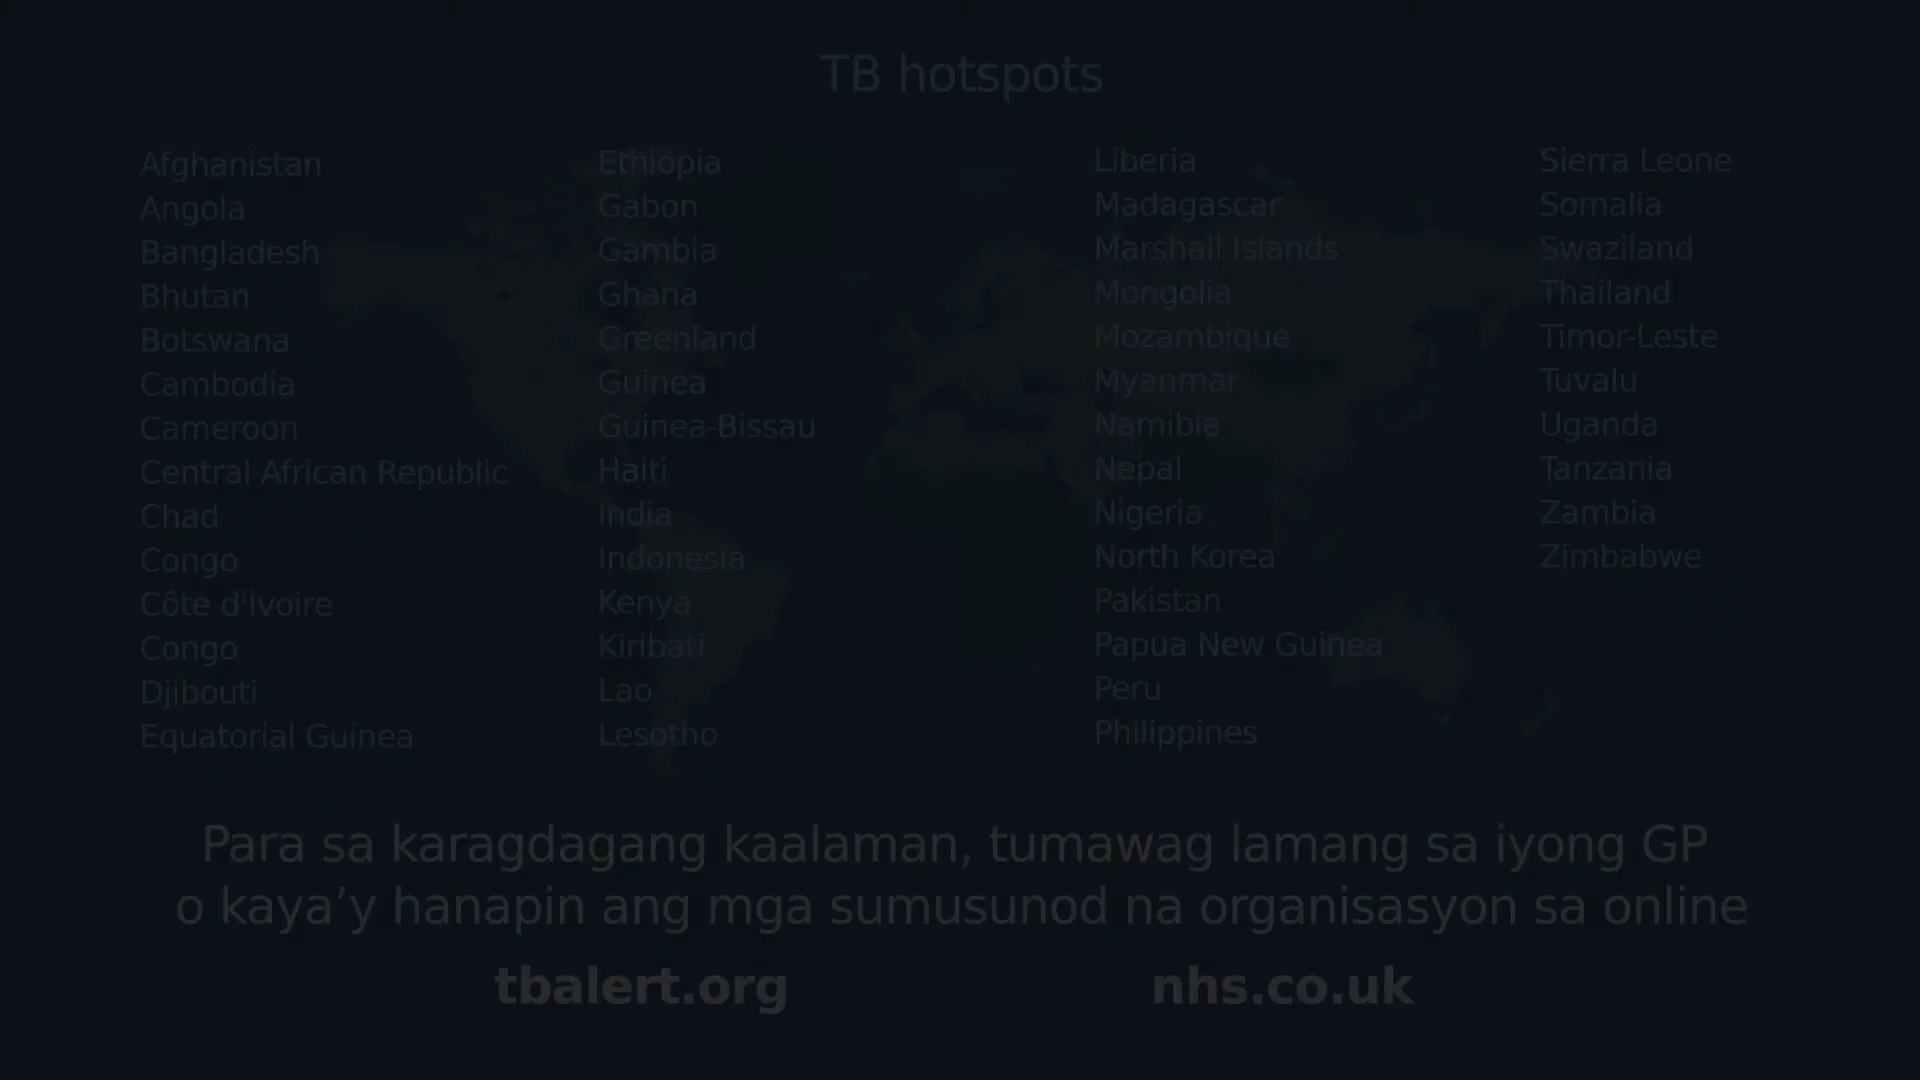 TB hotspots
Afghanistan
Angola
Bangladesh
Bhutan
Botswana
Cambodia
Cameroon
Central African Republic
Chad
Congo
Côte d'Ivoire
Congo
Djibouti
Equatorial Guinea
Ethiopia
Gabon
Gambia
Ghana
Greenland
Guinea
Guinea-Bissau
Haiti
India
Indonesia
Kenya
Kiribati
Lao
Lesotho
Liberia
Madagascar
Marshall Islands
Mongolia
Mozambique
Myanmar
Namibia
Nepal
Nigeria
North Korea
Pakistan
Papua New Guinea
Peru
Philippines
Sierra Leone
Somalia
Swaziland
Thailand
Timor-Leste
Tuvalu
Uganda
Tanzania
Zambia
Zimbabwe
Para sa karagdagang kaalaman, tumawag lamang sa iyong GP
o kaya’y hanapin ang mga sumusunod na organisasyon sa online
tbalert.org
nhs.co.uk